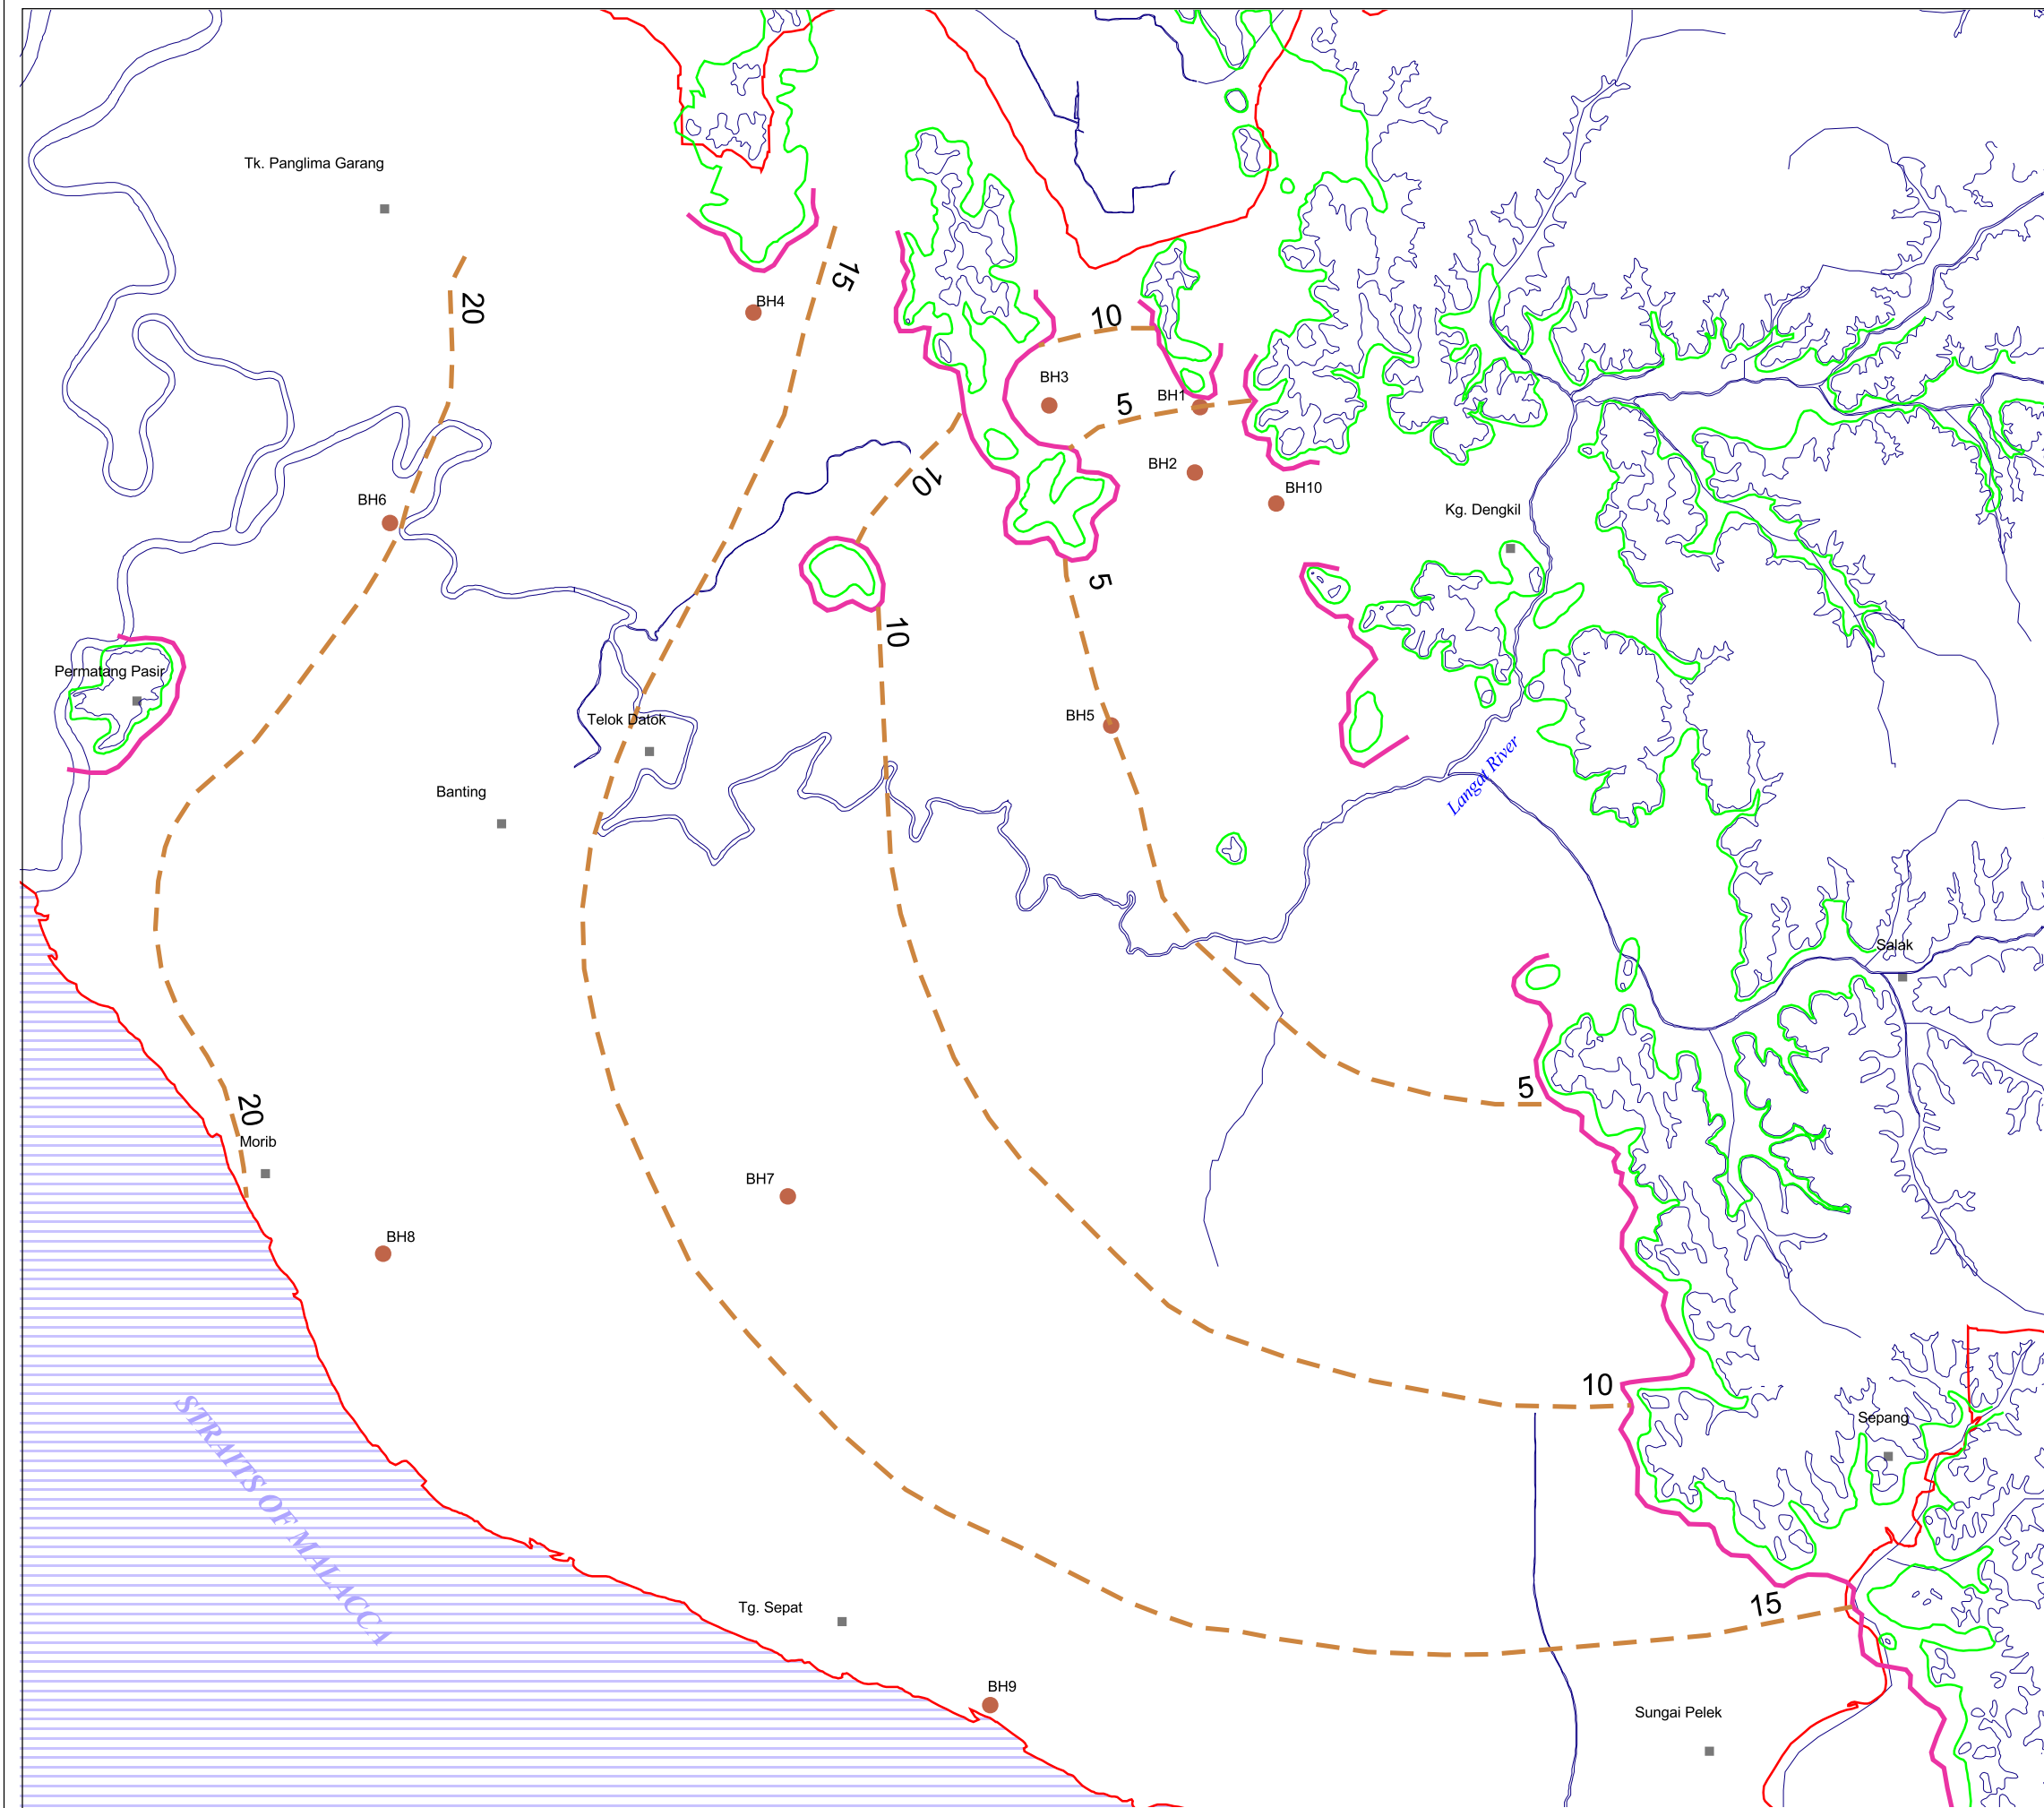 Tk. Panglima Garang
15
20
BH4
10
BH3
5
BH1
BH2
10
BH10
BH6
Kg. Dengkil
5
10
Permatang Pasir
Telok Datok
BH5
Langat River
Banting
Salak
5
20
Morib
BH7
BH8
10
Sepang
STRAITS OF MALACCA
15
Tg. Sepat
BH9
Sungai Pelek